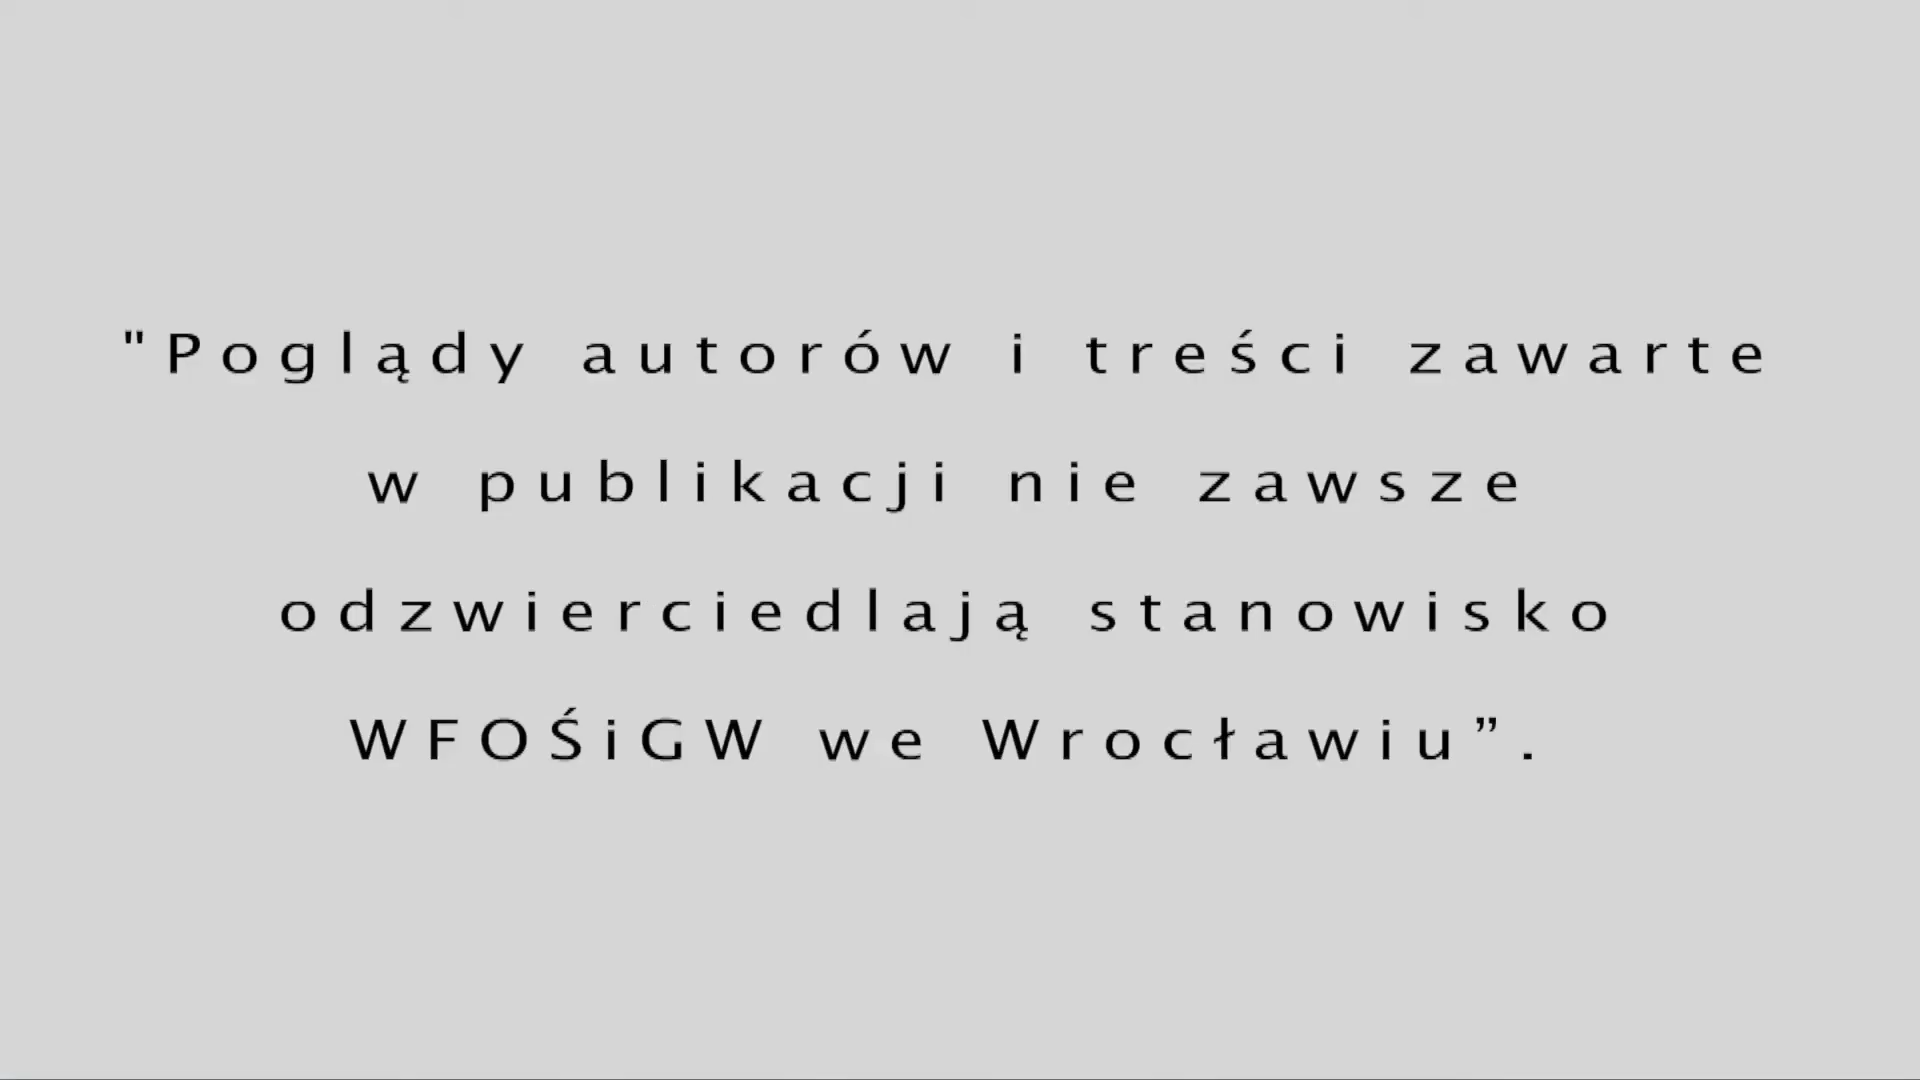 "Poglądy autorów i treści zawarte
w publikacji nie zawsze
odzwierciedlają stanowisko
WFOŚiGW we Wrocławiu”.